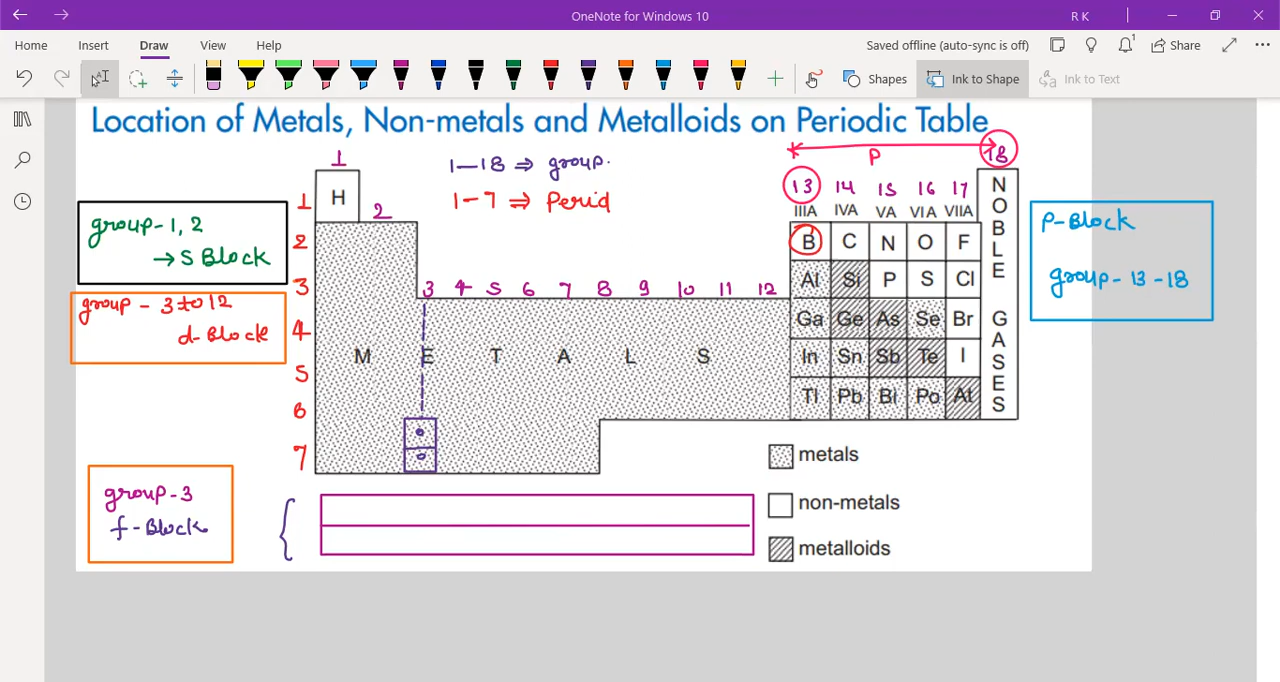 OneNote for Windows 10
R K
Home Insert Draw View Help
Saved offline (auto-sync is off)
1
Share
Shapes
Ink to Shape
Ink to Text
Location of Metals, Non-metals and Metalloids on Periodic Table
1
1-18 ⇒ group.
1-7 ⇒ Perid
P
18
13 14 15 16 17
IIIA IVA VA VIA VIIA
NOBLE GASES
1 H
2
2
3
3 4 5 6 7 8 9 10 11 12
4
5
6
7
METALS
B C N O F
Al Si P S Cl
Ga Ge As Se Br
In Sn Sb Te I
Tl Pb Bi Po At
group-1, 2
→ S Block
group - 3 to 12
d-Block
group-3
f-Block
P-Block
group-13-18
metals
non-metals
metalloids